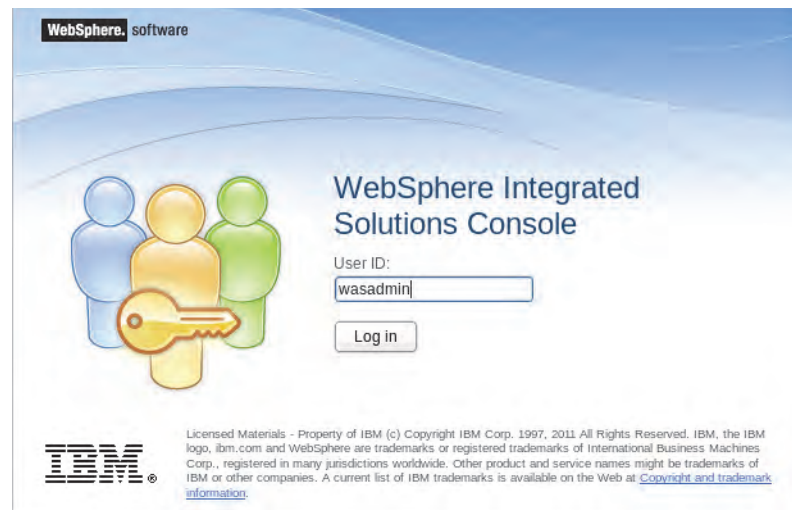 WebSphere. software
WebSphere Integrated
Solutions Console
User ID:
wasadmin
Log in
Licensed Materials - Property of IBM (c) Copyright IBM Corp. 1997, 2011 All Rights Reserved. IBM, the IBM
logo, ibm.com and WebSphere are trademarks or registered trademarks of International Business Machines
Corp., registered in many jurisdictions worldwide. Other product and service names might be trademarks of
IBM or other companies. A current list of IBM trademarks is available on the Web at Copyright and trademark
information.
IBM®